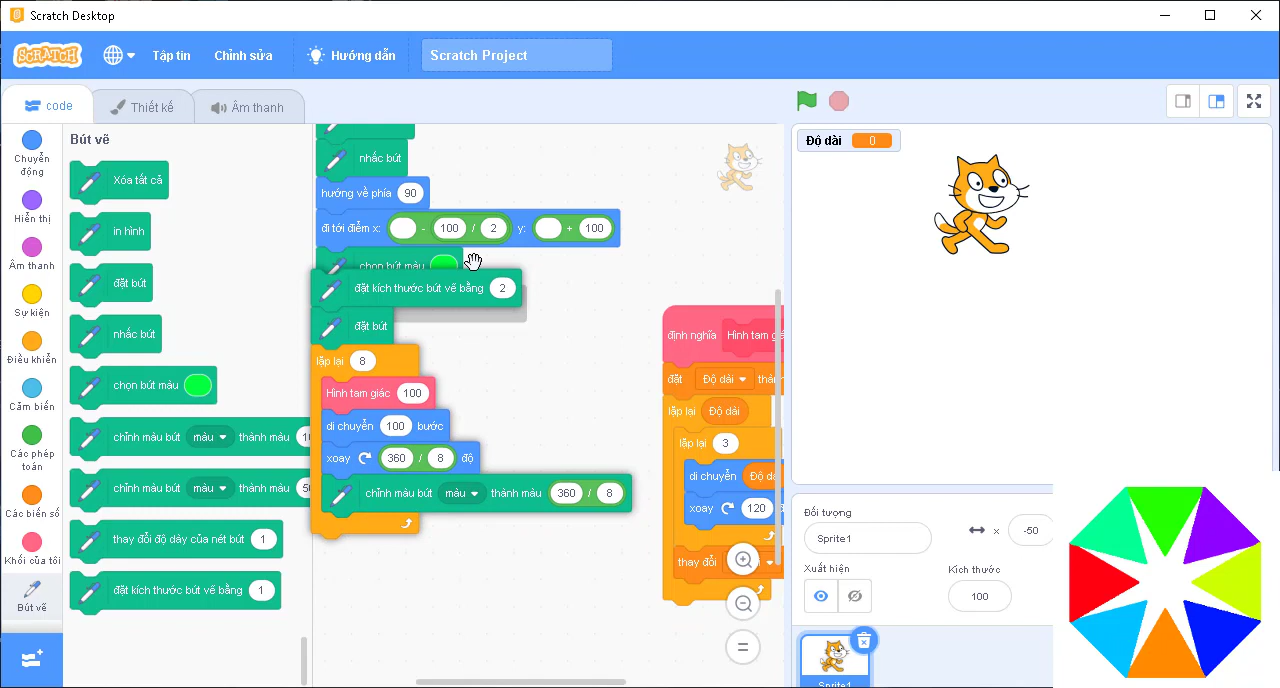 Scratch Desktop
SCRATCH
Tập tin
Chỉnh sửa
Hướng dẫn
Scratch Project
code
Thiết kế
Âm thanh
Chuyển động
Hiển thị
Âm thanh
Sự kiện
Điều khiển
Cảm biến
Các phép toán
Các biến số
Khối của tôi
Bút vẽ
Bút vẽ
Xóa tất cả
in hình
đặt bút
nhấc bút
chọn bút màu
chỉnh màu bút màu thành màu
chỉnh màu bút màu thành màu
thay đổi độ dày của nét bút 1
đặt kích thước bút vẽ bằng 1
nhấc bút
hướng về phía 90
đi tới điểm x: - 100 / 2 y: + 100
chọn bút màu
đặt kích thước bút vẽ bằng 2
đặt bút
lặp lại 8
Hình tam giác 100
di chuyển 100 bước
xoay 360 / 8 độ
chỉnh màu bút màu thành màu 360 / 8
định nghĩa Hình tam
đặt Độ dài
lặp lại Độ dài
lặp lại 3
di chuyển Độ
xoay 120
thay đổi
Độ dài 0
Đối tượng
Sprite1
x -50
Xuất hiện
Kích thước
100
Sprite1